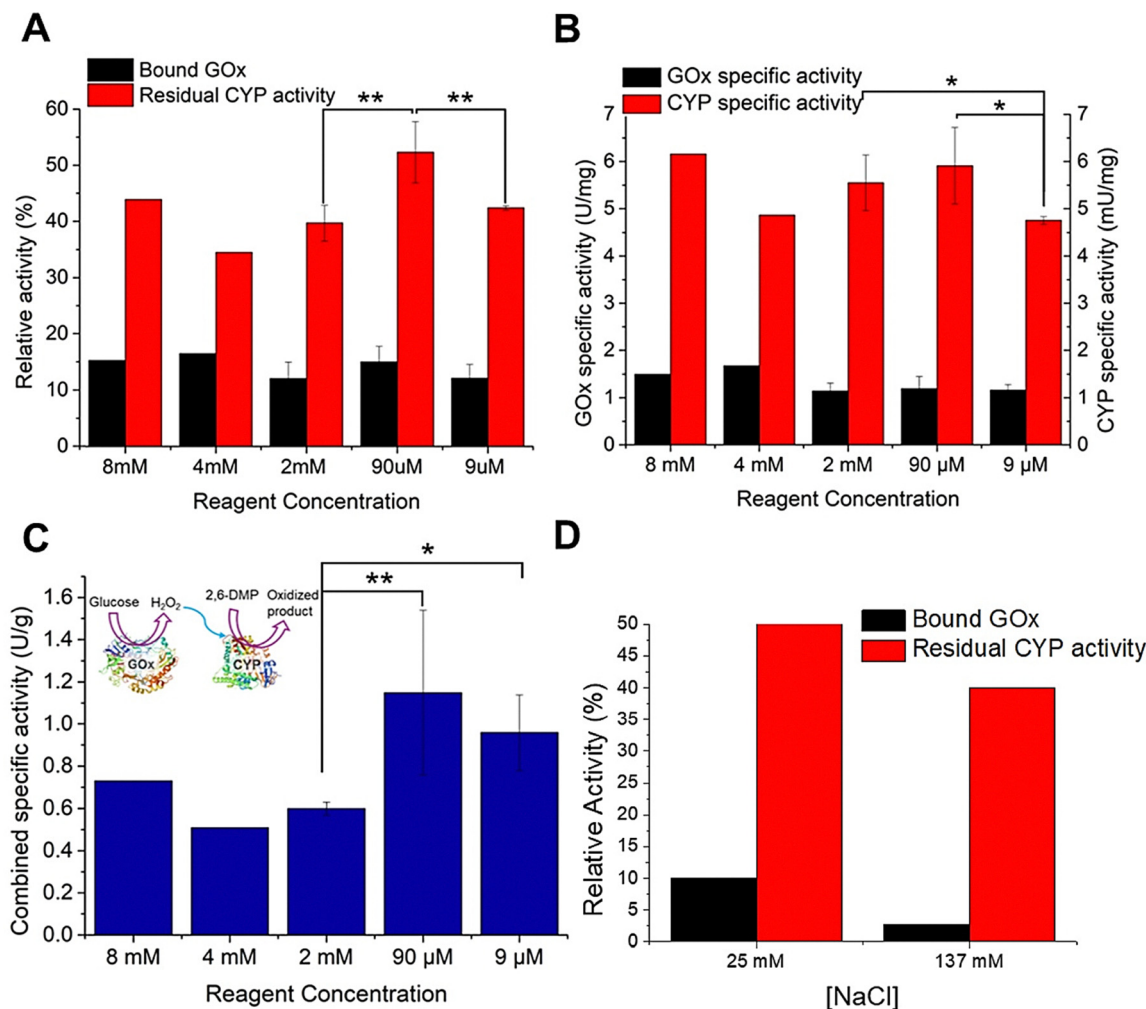 A
Bound GOx
Residual CYP activity
** **
Relative activity (%)
60
50
40
30
20
10
0
8mM 4mM 2mM 90uM 9uM
Reagent Concentration
B
GOx specific activity
CYP specific activity
*
*
GOx specific activity (U/mg)
7
6
5
4
3
2
1
0
CYP specific activity (mU/mg)
7
6
5
4
3
2
1
0
8 mM 4 mM 2 mM 90 µM 9 µM
Reagent Concentration
C
*
**
Glucose H2O2 2,6-DMP Oxidized
product
GOx CYP
Combined specific activity (U/g)
1.6
1.4
1.2
1.0
0.8
0.6
0.4
0.2
0.0
8 mM 4 mM 2 mM 90 µM 9 µM
Reagent Concentration
D
Bound GOx
Residual CYP activity
Relative Activity (%)
50
45
40
35
30
25
20
15
10
5
0
25 mM 137 mM
[NaCl]